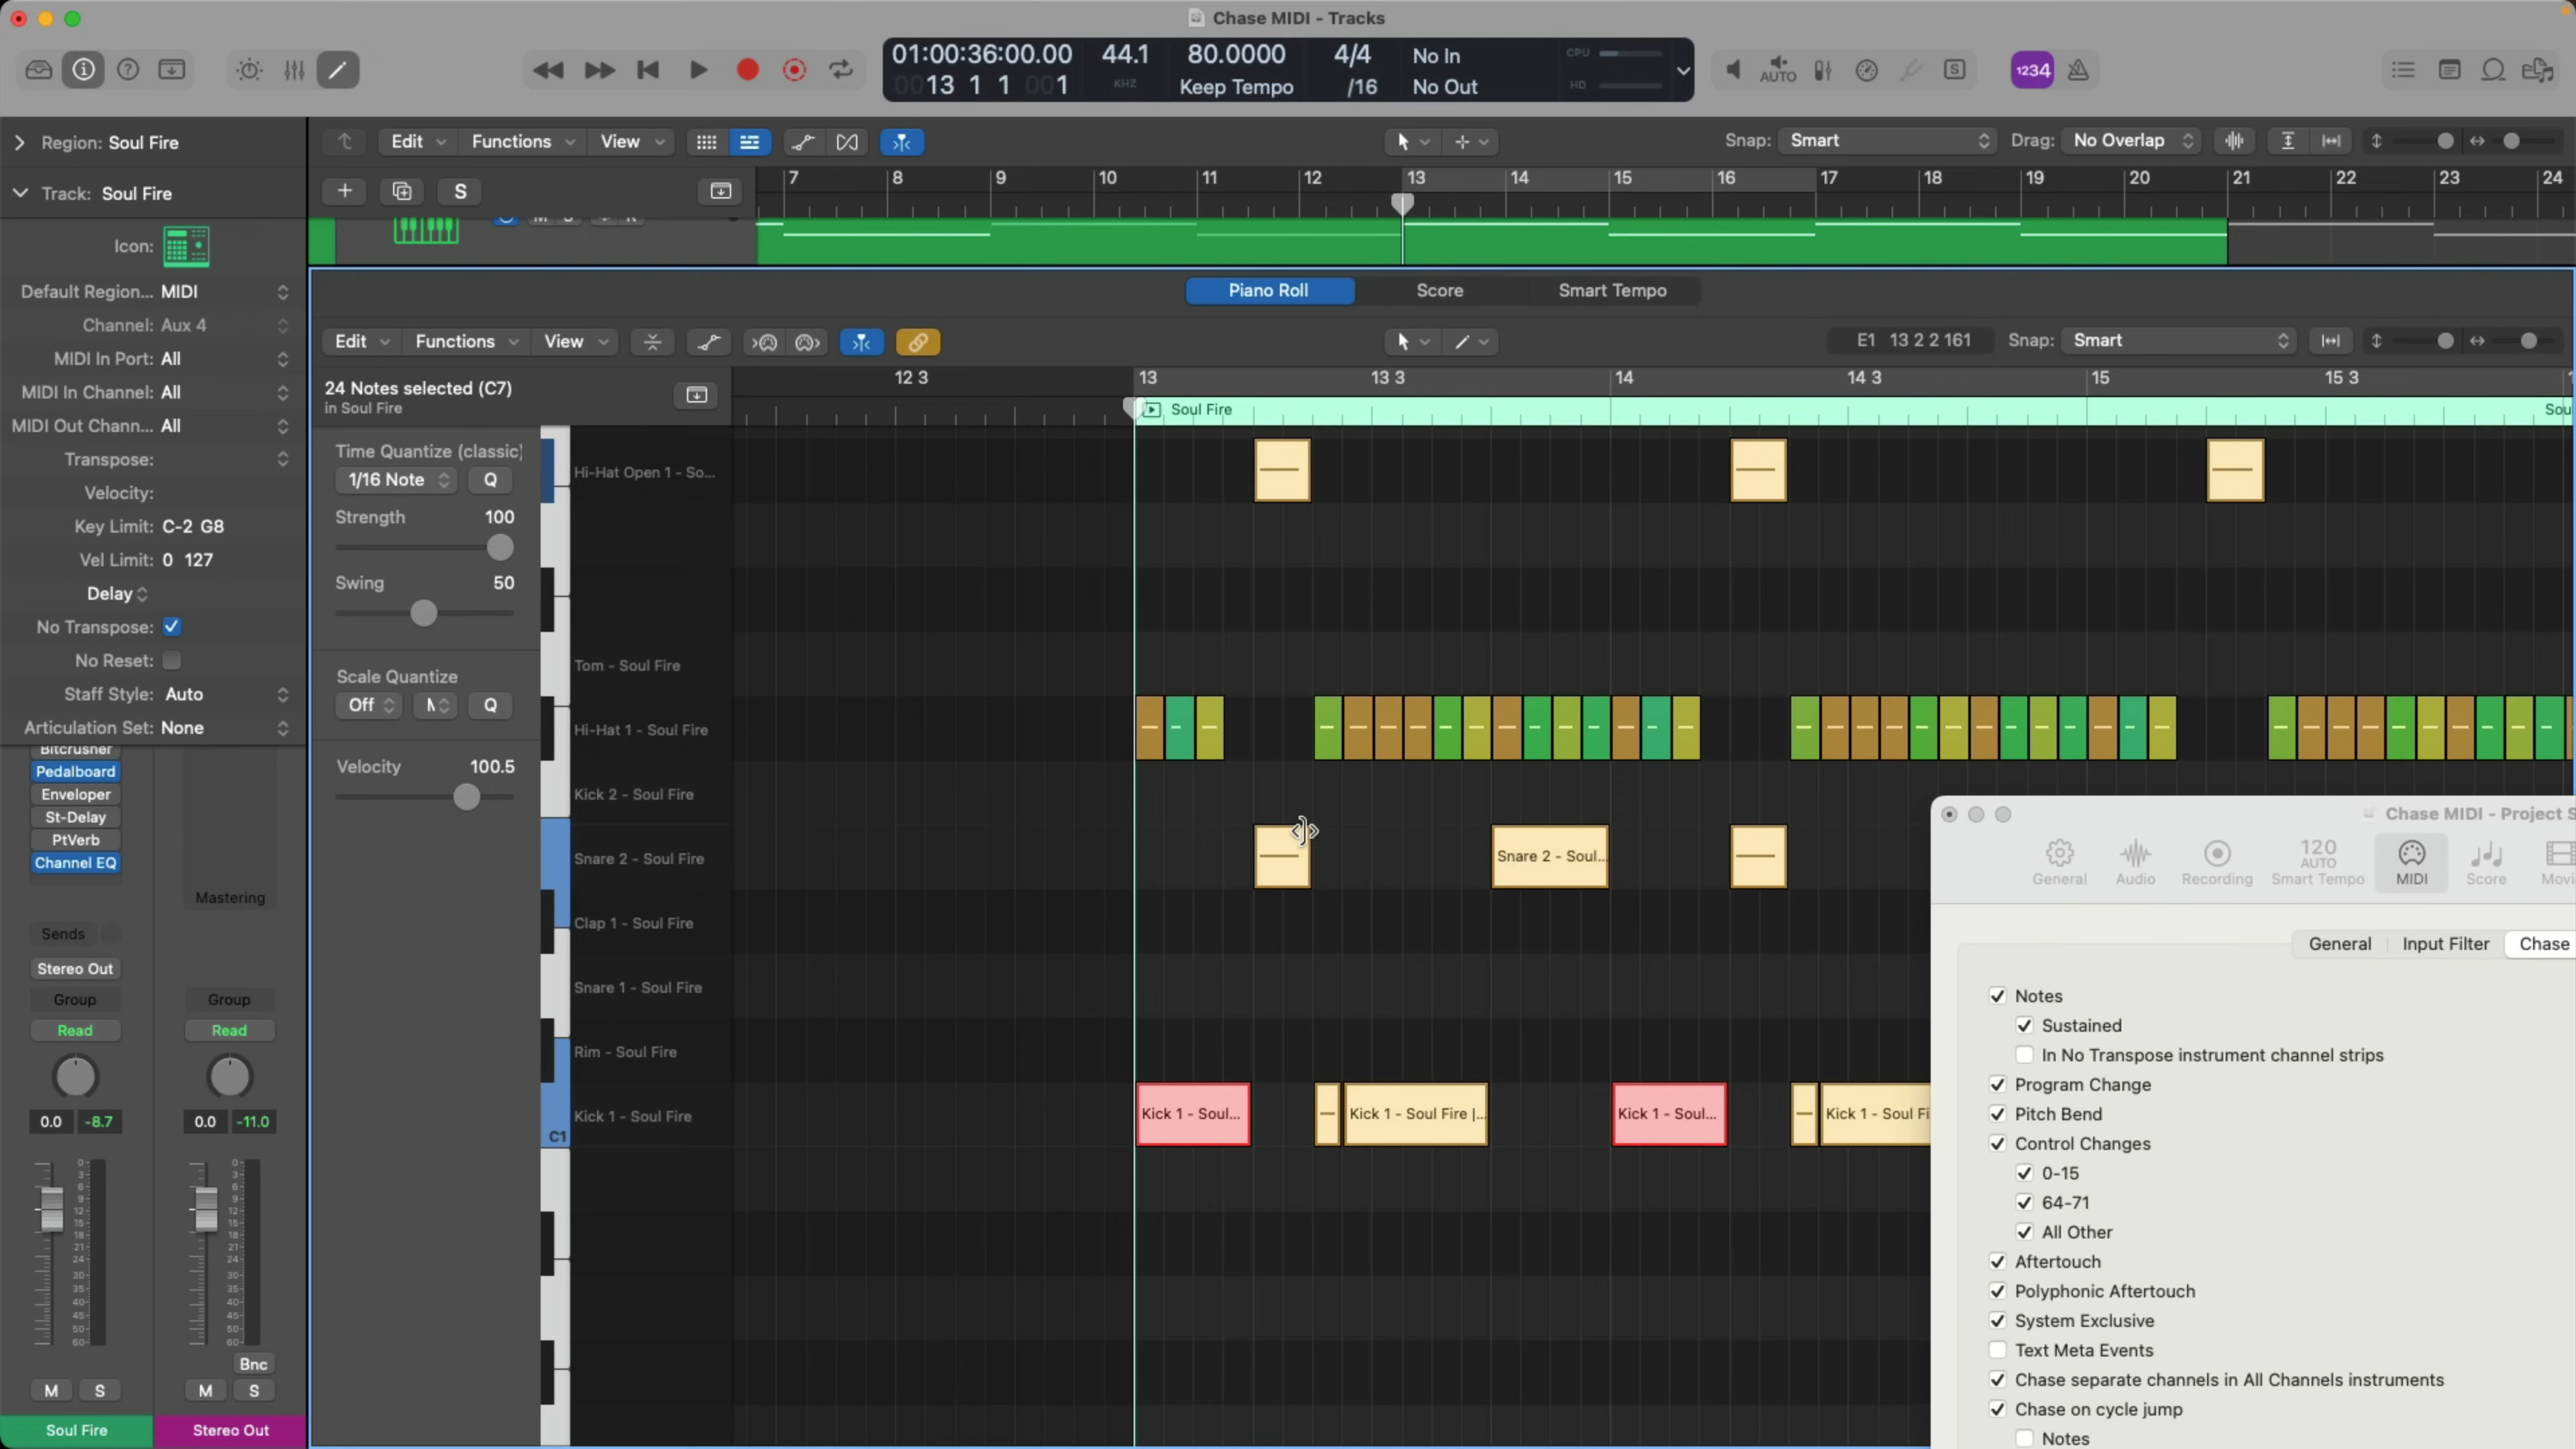 Chase MIDI - Tracks
01:00:36:00.00
0013 1 1 001
44.1
KHZ
80.0000
Keep Tempo
4/4
/16
No In
No Out
CPU
HD
AUTO
S
1234
Region: Soul Fire
Track: Soul Fire
Icon:
Default Region... MIDI
Channel: Aux 4
MIDI In Port: All
MIDI In Channel: All
MIDI Out Chann... All
Transpose:
Velocity:
Key Limit: C-2 G8
Vel Limit: 0 127
Delay
No Transpose:
No Reset:
Staff Style: Auto
Articulation Set: None
Bitcrusher
Pedalboard
Enveloper
St-Delay
PtVerb
Channel EQ
Mastering
Sends
Stereo Out
Group
Group
Read
Read
0.0 -8.7
0.0 -11.0
Bnc
M S
M S
Soul Fire
Stereo Out
Edit Functions View
Snap: Smart
Drag: No Overlap
S
7 8 9 10 11 12 13 14 15 16 17 18 19 20 21 22 23 24
Piano Roll Score Smart Tempo
Edit Functions View
E1 13 2 2 161
Snap: Smart
24 Notes selected (C7)
in Soul Fire
12 3 13 13 3 14 14 3 15 15 3
Soul Fire
Sou
Time Quantize (classic)
1/16 Note Q
Strength 100
Swing 50
Scale Quantize
Off Q
Velocity 100.5
C1
Hi-Hat Open 1 - So...
Tom - Soul Fire
Hi-Hat 1 - Soul Fire
Kick 2 - Soul Fire
Snare 2 - Soul Fire
Snare 2 - Soul...
Clap 1 - Soul Fire
Snare 1 - Soul Fire
Rim - Soul Fire
Kick 1 - Soul Fire
Kick 1 - Soul...
Kick 1 - Soul Fire |...
Kick 1 - Soul...
Kick 1 - Soul Fi
Chase MIDI - Project S
General
Audio
Recording
120
AUTO
Smart Tempo
MIDI
Score
Movi
General Input Filter Chase
Notes
Sustained
In No Transpose instrument channel strips
Program Change
Pitch Bend
Control Changes
0-15
64-71
All Other
Aftertouch
Polyphonic Aftertouch
System Exclusive
Text Meta Events
Chase separate channels in All Channels instruments
Chase on cycle jump
Notes